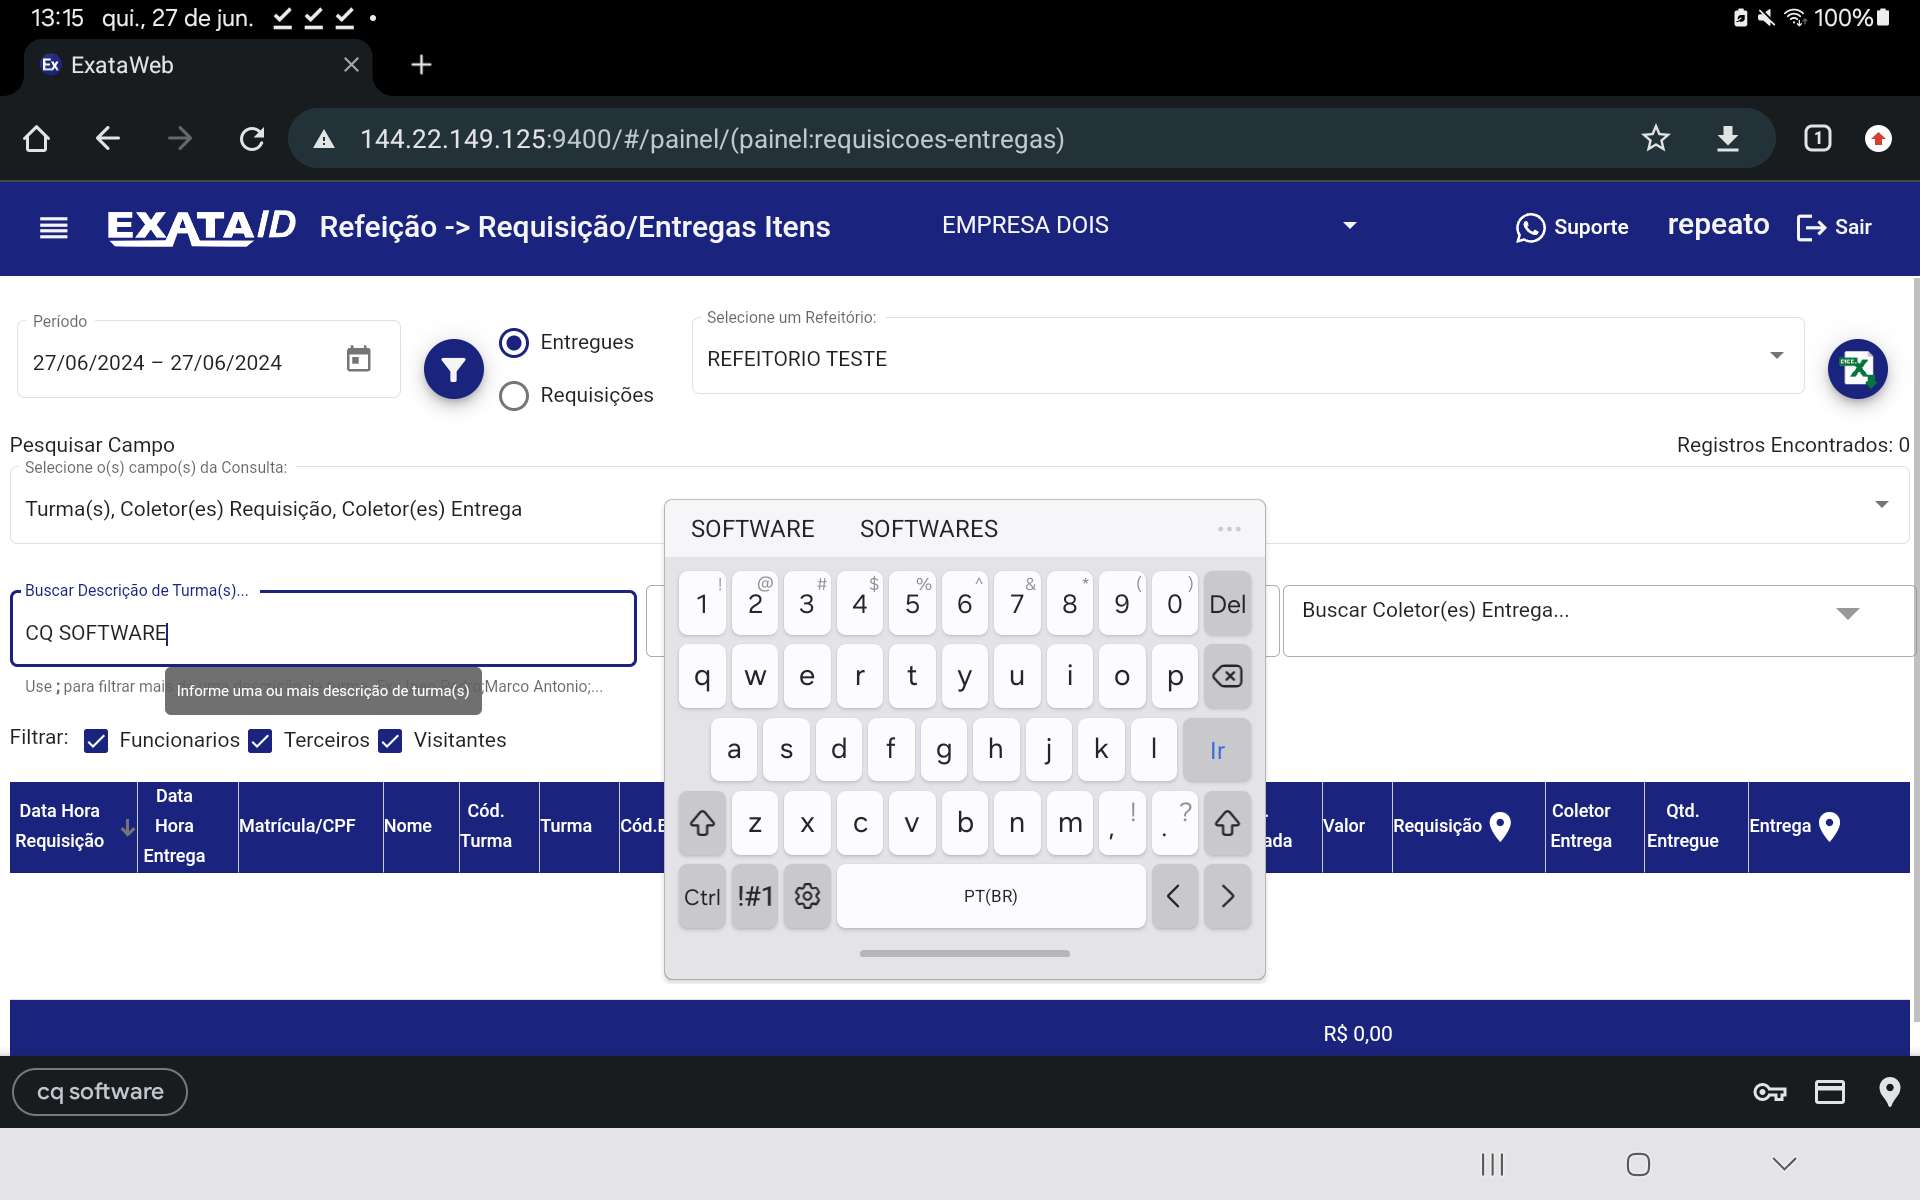 13:15 qui., 27 de jun.
100%
Ex ExataWeb
144.22.149.125:9400/#/painel/(painel:requisicoes-entregas)
1
EXATA ID Refeição -> Requisição/Entregas Itens EMPRESA DOIS Suporte repeato Sair
Período
27/06/2024 – 27/06/2024
Entregues
Requisições
Selecione um Refeitório:
REFEITORIO TESTE
Pesquisar Campo
Registros Encontrados: 0
Selecione o(s) campo(s) da Consulta:
Turma(s), Coletor(es) Requisição, Coletor(es) Entrega
Buscar Descrição de Turma(s)...
CQ SOFTWARE
Buscar Coletor(es) Entrega...
Use ; para filtrar mais
;Marco Antonio;...
Informe uma ou mais descrição de turma(s)
Filtrar: Funcionarios Terceiros Visitantes
Data Hora Requisição
Data Hora Entrega
Matrícula/CPF
Nome
Cód. Turma
Turma
Cód.E
ada
Valor
Requisição
Coletor Entrega
Qtd. Entregue
Entrega
R$ 0,00
SOFTWARE SOFTWARES
! @ # $ % ^ & * ( )
1 2 3 4 5 6 7 8 9 0 Del
q w e r t y u i o p
a s d f g h j k l Ir
z x c v b n m , ! . ?
Ctrl !#1 PT(BR) < >
cq software